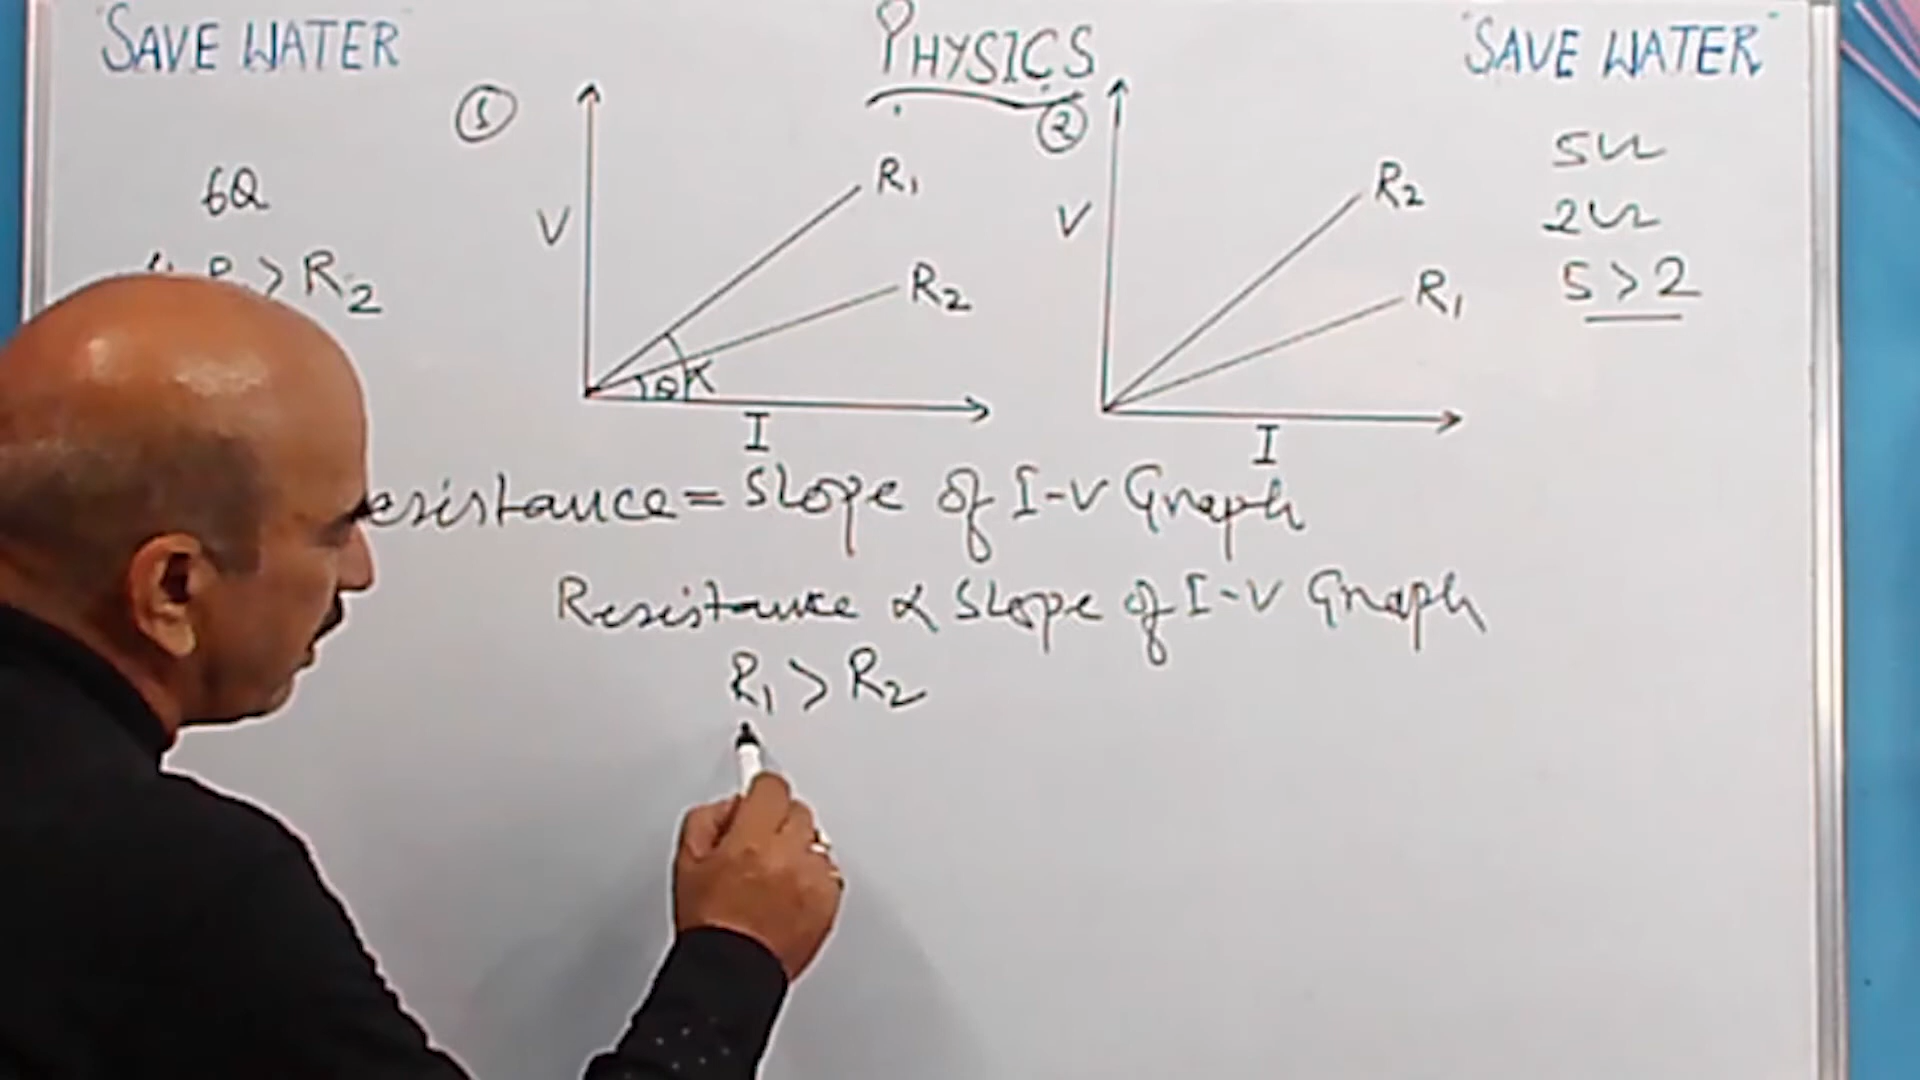 "SAVE WATER
PHYSICS
"SAVE WATER"
6Q
> R2
1
V
R1
R2
θ
I
2
V
R2
R1
I
5Ω
2Ω
5 > 2
esistance = Slope of I-V Graph
Resistance ∝ Slope of I-V Graph
R1 > R2